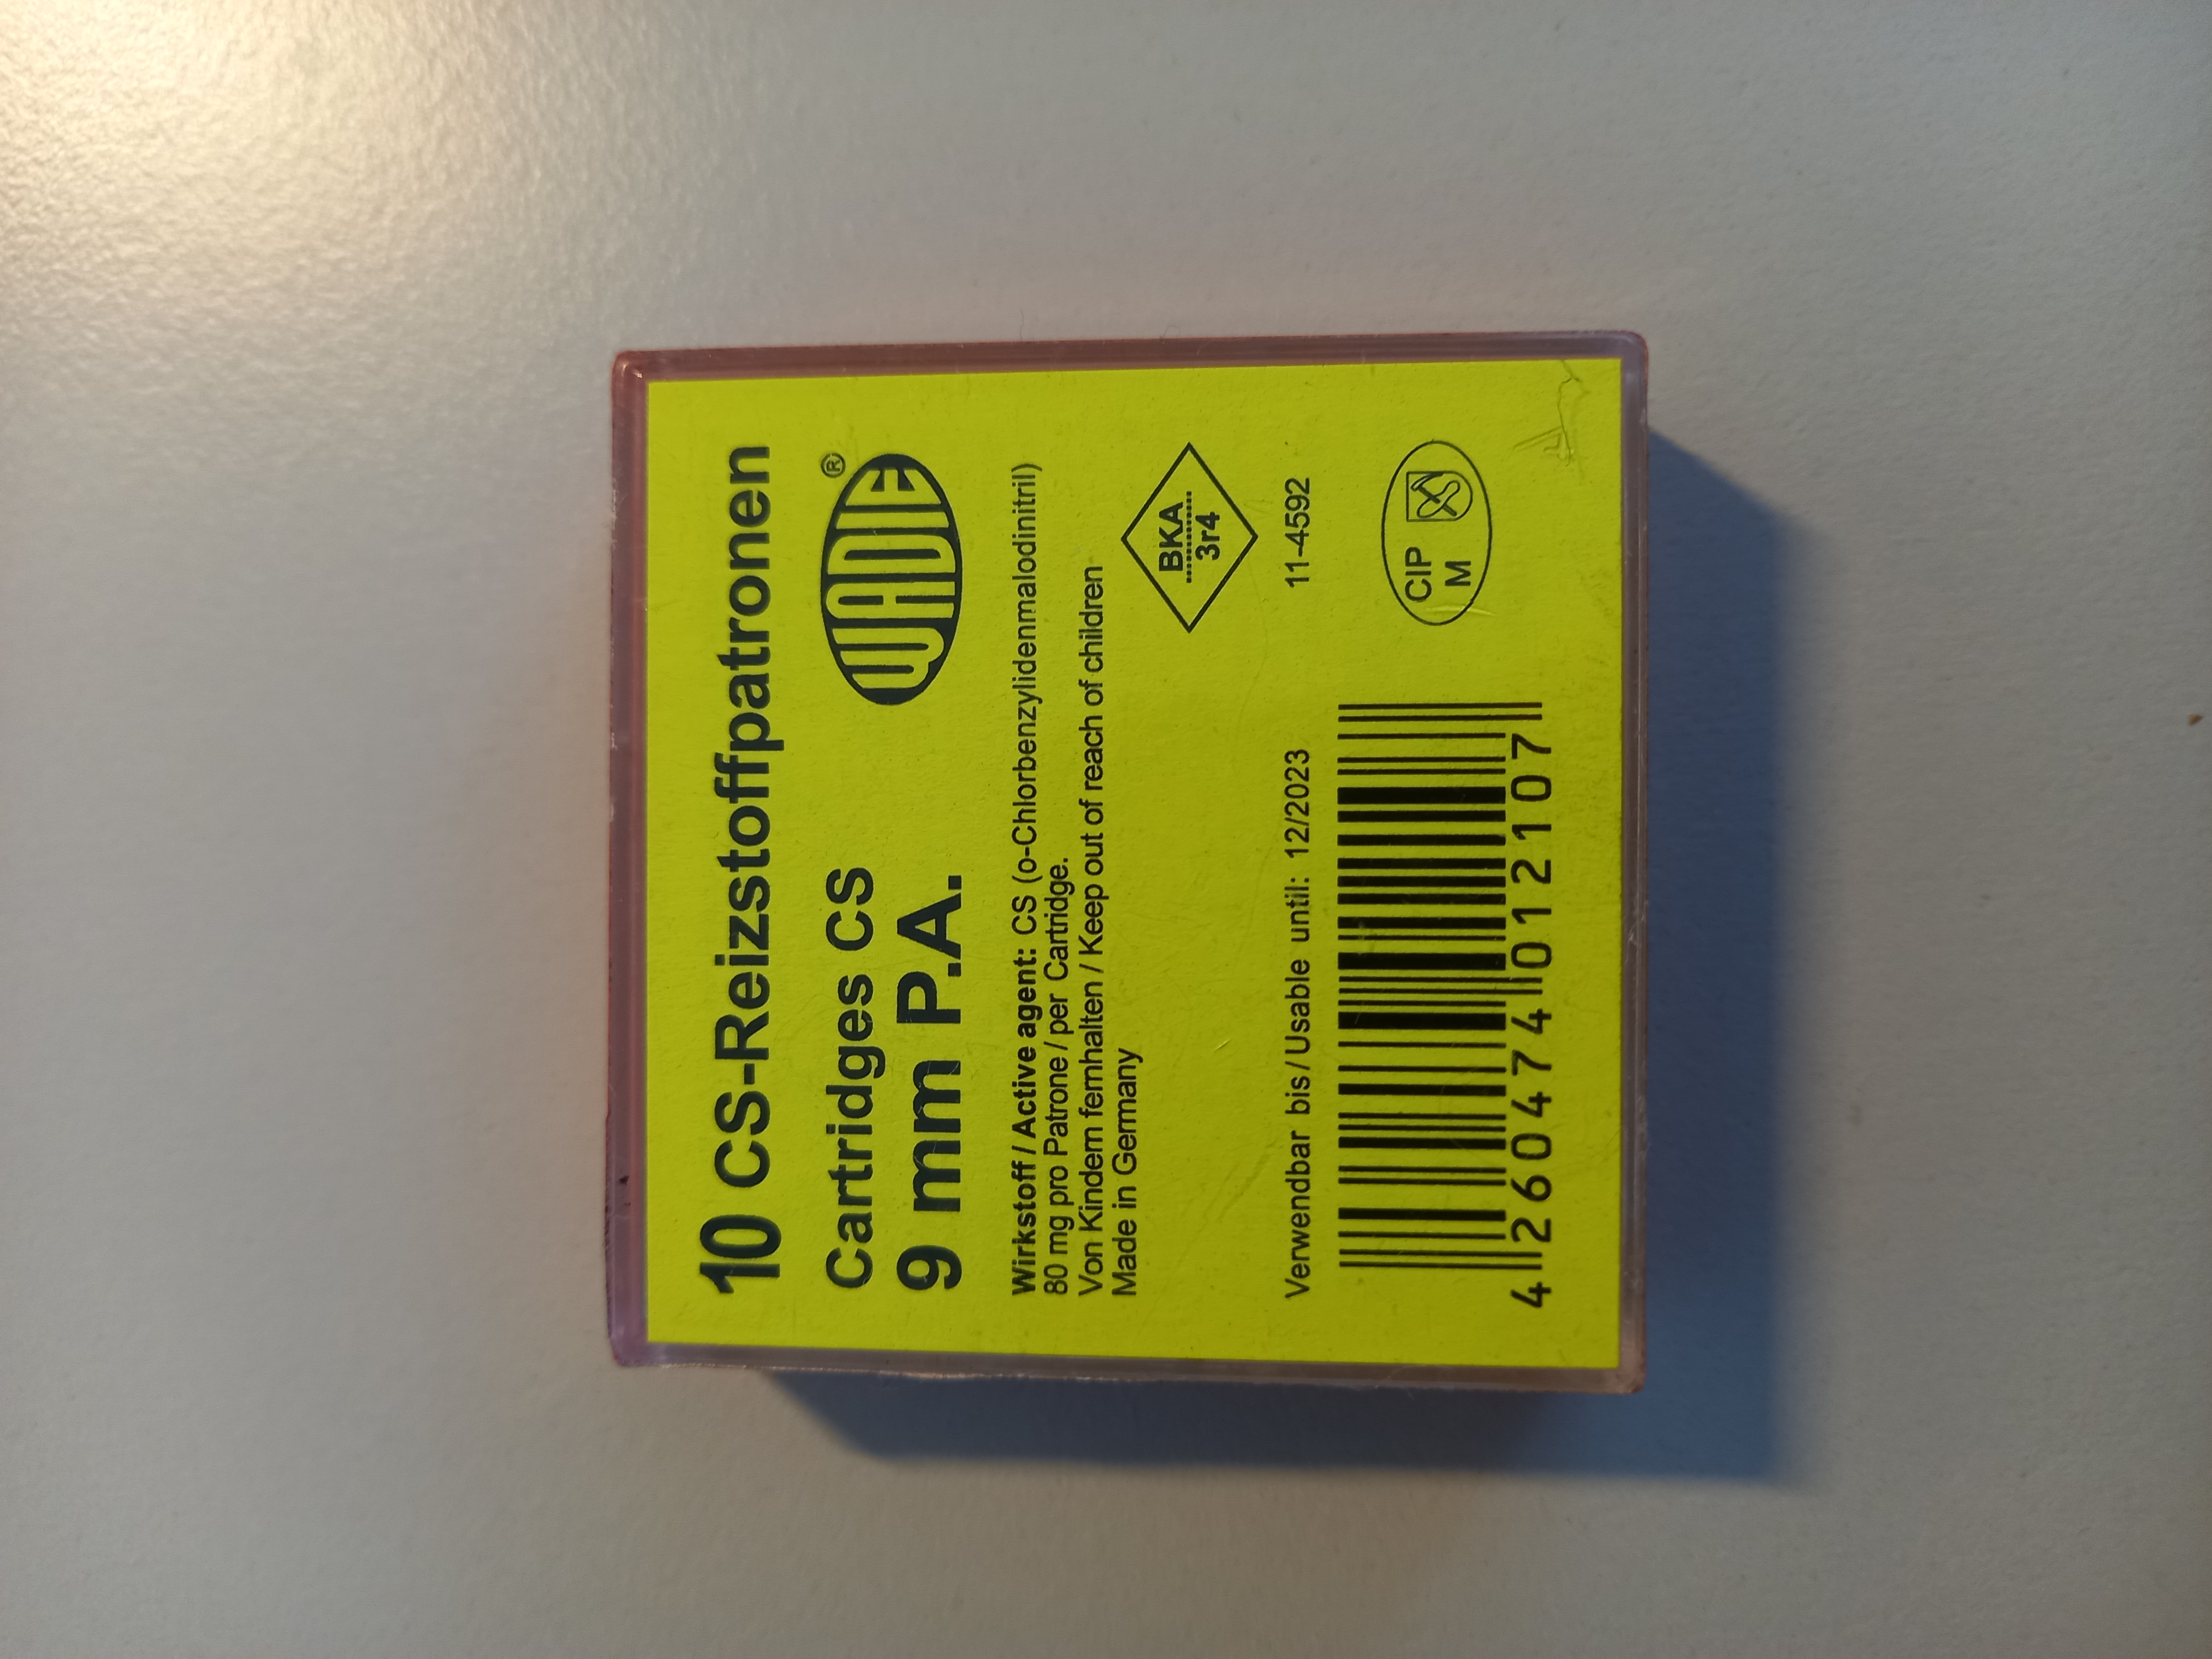 10 CS-Reizstoffpatronen
Cartridges CS
9 mm P.A.
WADIE®
Wirkstoff / Active agent: CS (o-Chlorbenzylidenmalodinitril)
80 mg pro Patrone / per Cartridge.
Von Kindern fernhalten / Keep out of reach of children
Made in Germany
BKA
3r4
Verwendbar bis/Usable until: 12/2023
11-4592
CIP
M
4 260474 012107